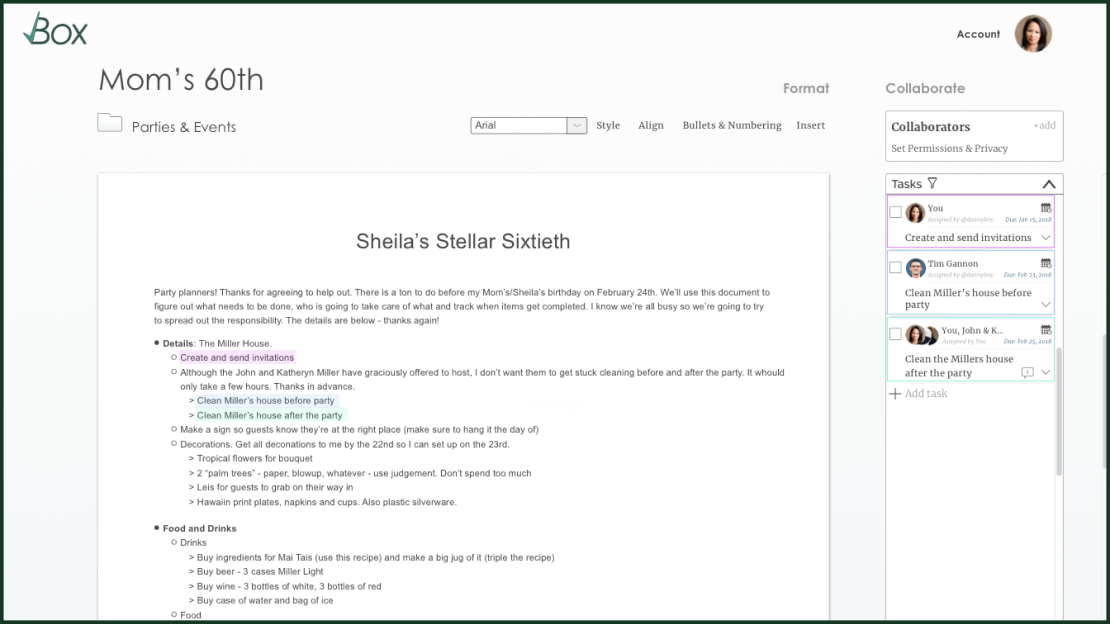 Box
Account
Mom's 60th
Format
Collaborate
Parties & Events
Arial
Style
Align
Bullets & Numbering
Insert
Collaborators
+add
Set Permissions & Privacy
Tasks
You
Assigned by @dannyboy
Due: Jan 15, 2018
Create and send invitations
Tim Gannon
Assigned by @dannyboy
Due: Feb 23, 2018
Clean Miller's house before
party
You, John & K...
Assigned by You
Due: Feb 25, 2018
Clean the Millers house
after the party
1
Add task
Sheila's Stellar Sixtieth
Party planners! Thanks for agreeing to help out. There is a ton to do before my Mom's/Sheila's birthday on February 24th. We'll use this document to
figure out what needs to be done, who is going to take care of what and track when items get completed. I know we're all busy so we're going to try
to spread out the responsibility. The details are below - thanks again!
Details: The Miller House.
Create and send invitations
Although the John and Katheryn Miller have graciously offered to host, I don't want them to get stuck cleaning before and after the party. It would
only take a few hours. Thanks in advance.
> Clean Miller's house before party
> Clean Miller's house after the party
Make a sign so guests know they're at the right place (make sure to hang it the day of)
Decorations. Get all deconations to me by the 22nd so I can set up on the 23rd.
> Tropical flowers for bouquet
> 2 "palm trees" - paper, blowup, whatever - use judgement. Don't spend too much
> Leis for guests to grab on their way in
> Hawaiin print plates, napkins and cups. Also plastic silverware.
Food and Drinks
Drinks
> Buy ingredients for Mai Tais (use this recipe) and make a big jug of it (triple the recipe)
> Buy beer - 3 cases Miller Light
> Buy wine - 3 bottles of white, 3 bottles of red
> Buy case of water and bag of ice
Food